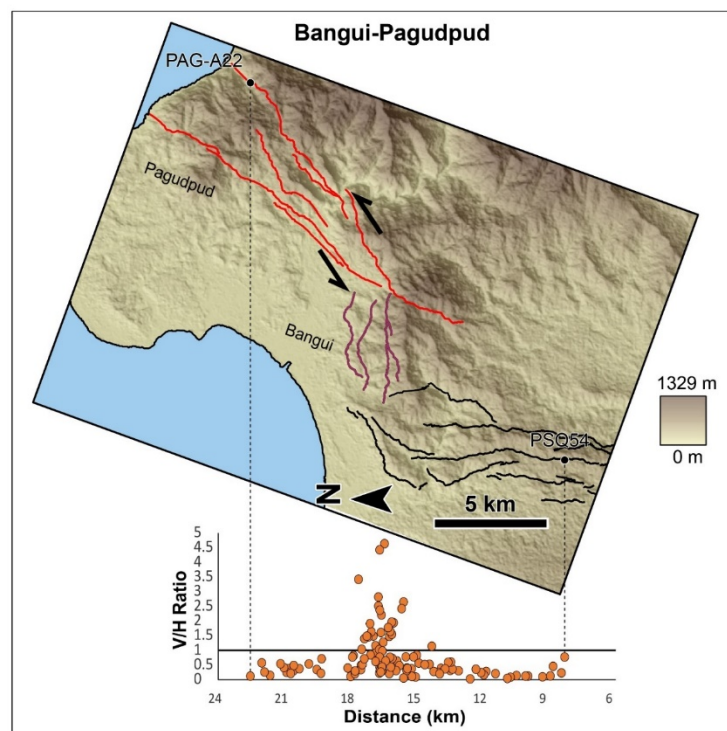 Bangui-Pagudpud
PAG-A22
Pagudpud
Bangui
1329 m
0 m
PSQ54
N
5 km
V/H Ratio
5
4.5
4
3.5
3
2.5
2
1.5
1
0.5
0
24 21 18 15 12 9 6
Distance (km)